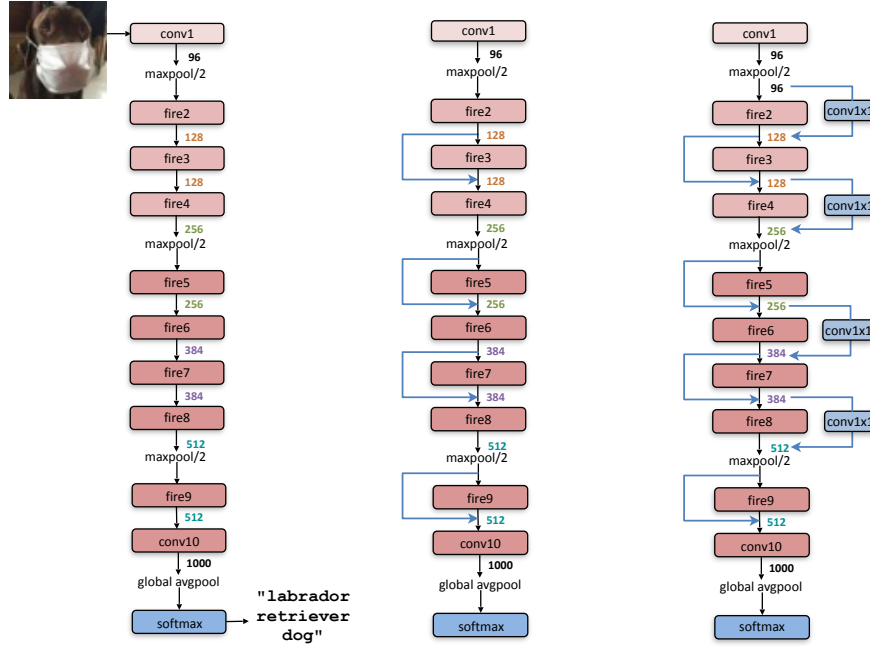 conv1
96
maxpool/2
fire2
128
fire3
128
fire4
256
maxpool/2
fire5
256
fire6
384
fire7
384
fire8
512
maxpool/2
fire9
512
conv10
1000
global avgpool
softmax
"labrador
retriever
dog"
conv1
96
maxpool/2
fire2
128
fire3
128
fire4
256
maxpool/2
fire5
256
fire6
384
fire7
384
fire8
512
maxpool/2
fire9
512
conv10
1000
global avgpool
softmax
conv1
96
maxpool/2
96
conv1x1
fire2
128
fire3
128
conv1x1
fire4
256
maxpool/2
fire5
256
conv1x1
fire6
384
fire7
384
conv1x1
fire8
512
maxpool/2
fire9
512
conv10
1000
global avgpool
softmax